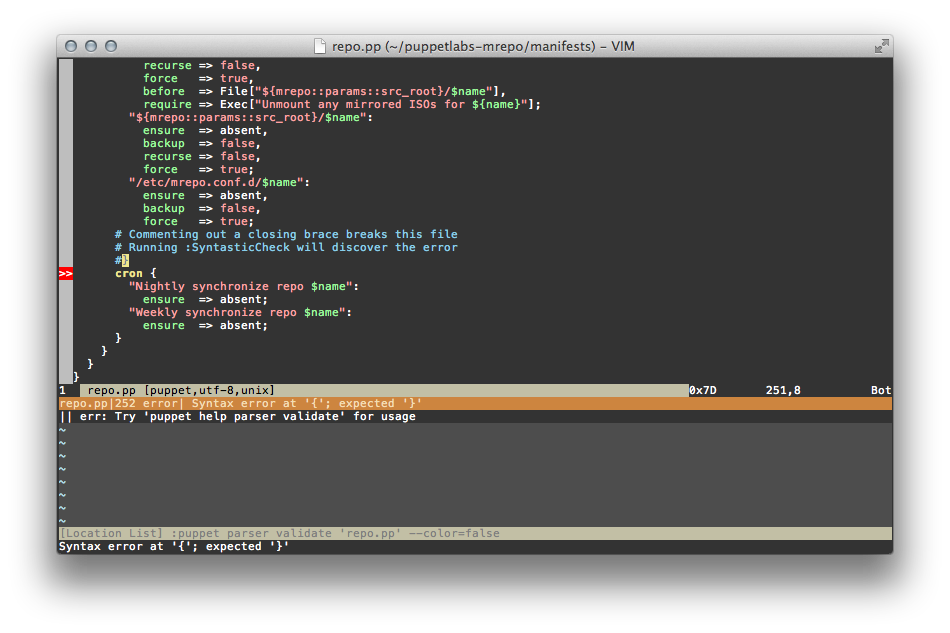 repo.pp (~/puppetlabs-mrepo/manifests) – VIM
recurse => false,
force   => true,
before  => File["${mrepo::params::src_root}/$name"],
require => Exec["Unmount any mirrored ISOs for ${name}"];
"${mrepo::params::src_root}/$name":
ensure  => absent,
backup  => false,
recurse => false,
force   => true;
"/etc/mrepo.conf.d/$name":
ensure  => absent,
backup  => false,
force   => true;
# Commenting out a closing brace breaks this file
# Running :SyntasticCheck will discover the error
#}
>> cron {
"Nightly synchronize repo $name":
ensure  => absent;
"Weekly synchronize repo $name":
ensure  => absent;
}
}
}
}
1 repo.pp [puppet,utf-8,unix] 0x7D 251,8 Bot
repo.pp|252 error| Syntax error at '{'; expected '}'
|| err: Try 'puppet help parser validate' for usage
~
~
~
~
~
~
~
~
[Location List] :puppet parser validate 'repo.pp' --color=false
Syntax error at '{'; expected '}'